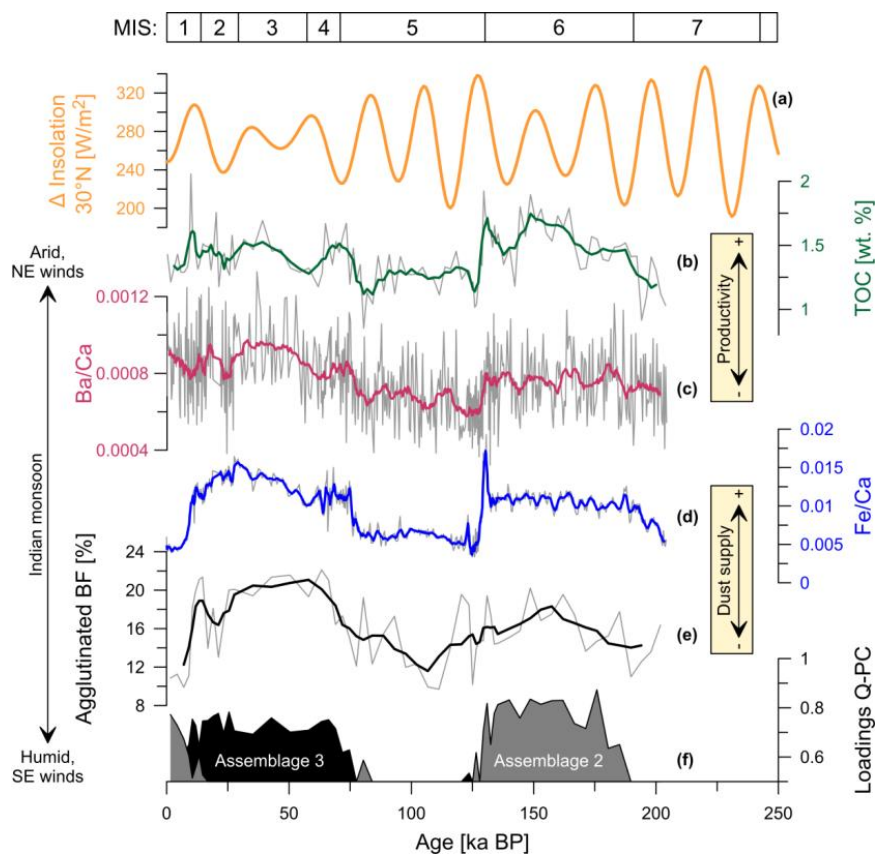 MIS: 1 2 3 4 5 6 7
(a)
320
280
240
200
Δ Insolation
30°N [W/m²]
2
1.5
1
TOC [wt. %]
(b)
Arid,
NE winds
Indian monsoon
Humid,
SE winds
0.0012
0.0008
0.0004
Ba/Ca
(c)
+
Productivity
-
0.02
0.015
0.01
0.005
0
Fe/Ca
(d)
24
20
16
12
8
Agglutinated BF [%]
(e)
+
Dust supply
-
1
0.8
0.6
Loadings Q-PC
Assemblage 3
Assemblage 2
(f)
0 50 100 150 200 250
Age [ka BP]